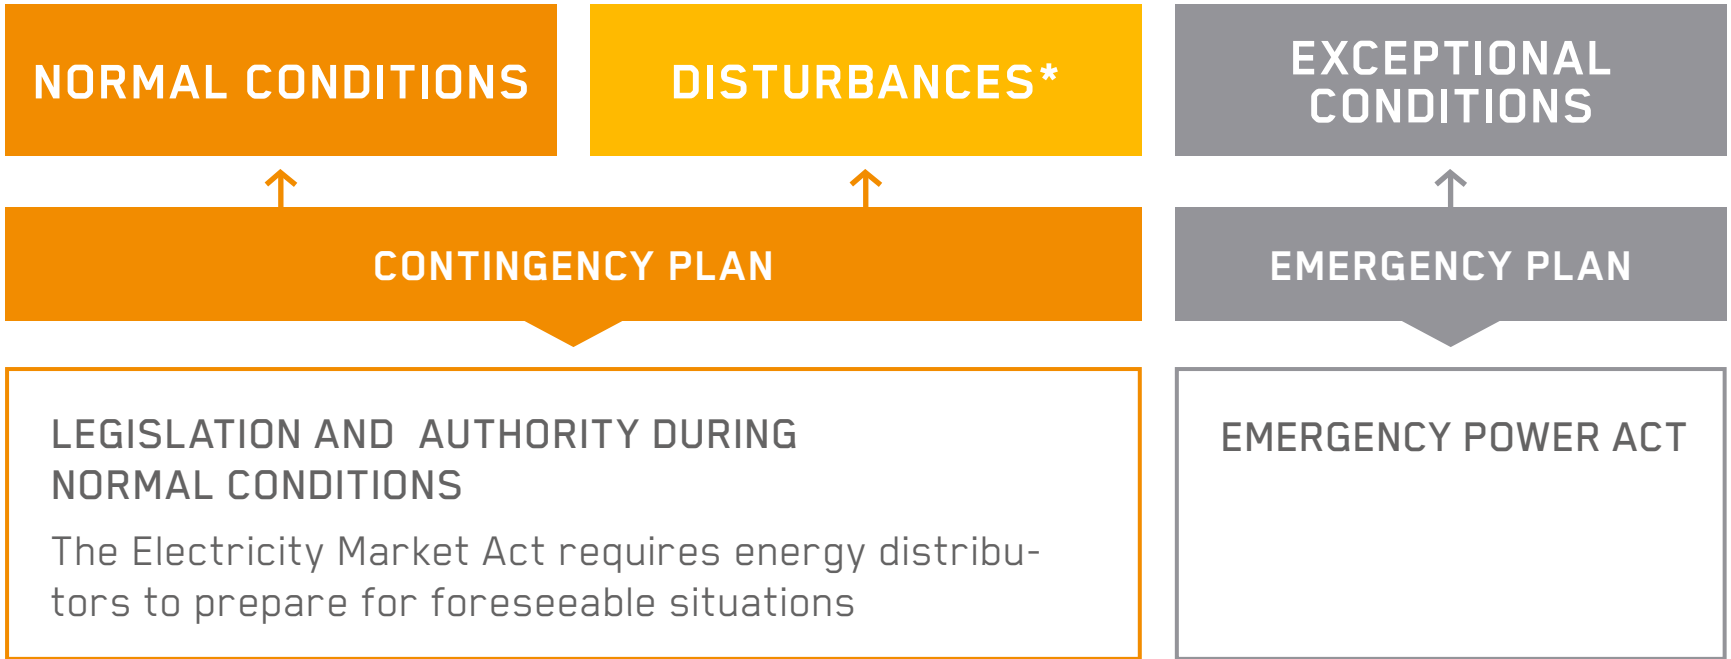 NORMAL CONDITIONS
DISTURBANCES*
EXCEPTIONAL
CONDITIONS
CONTINGENCY PLAN
EMERGENCY PLAN
LEGISLATION AND AUTHORITY DURING
NORMAL CONDITIONS
The Electricity Market Act requires energy distribu-
tors to prepare for foreseeable situations
EMERGENCY POWER ACT